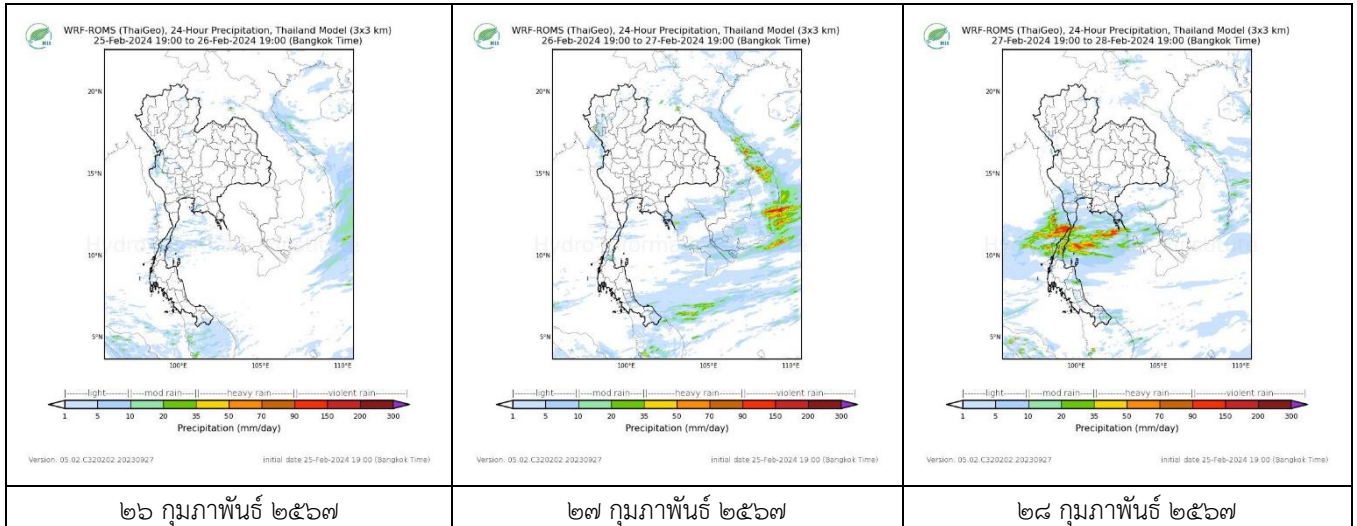 WRF-ROMS (ThaiGeo), 24-Hour Precipitation, Thailand Model (3x3 km)
25-Feb-2024 19:00 to 26-Feb-2024 19:00 (Bangkok Time)
20°N
15°N
10°N
5°N
100°E
105°E
110°E
light
mod rain
heavy rain
violent rain
1 5 10 20 35 50 70 90 150 200 300
Precipitation (mm/day)
Version: 05.02.C320202.20230927
initial date 25-Feb-2024 19:00 (Bangkok Time)
๒๖ กุมภาพันธ์ ๒๕๖๗
WRF-ROMS (ThaiGeo), 24-Hour Precipitation, Thailand Model (3x3 km)
26-Feb-2024 19:00 to 27-Feb-2024 19:00 (Bangkok Time)
20°N
15°N
10°N
5°N
100°E
105°E
110°E
light
mod rain
heavy rain
violent rain
1 5 10 20 35 50 70 90 150 200 300
Precipitation (mm/day)
Version: 05.02.C320202.20230927
initial date 25-Feb-2024 19:00 (Bangkok Time)
๒๗ กุมภาพันธ์ ๒๕๖๗
WRF-ROMS (ThaiGeo), 24-Hour Precipitation, Thailand Model (3x3 km)
27-Feb-2024 19:00 to 28-Feb-2024 19:00 (Bangkok Time)
20°N
15°N
10°N
5°N
100°E
105°E
110°E
light
mod rain
heavy rain
violent rain
1 5 10 20 35 50 70 90 150 200 300
Precipitation (mm/day)
Version: 05.02.C320202.20230927
initial date 25-Feb-2024 19:00 (Bangkok Time)
๒๘ กุมภาพันธ์ ๒๕๖๗